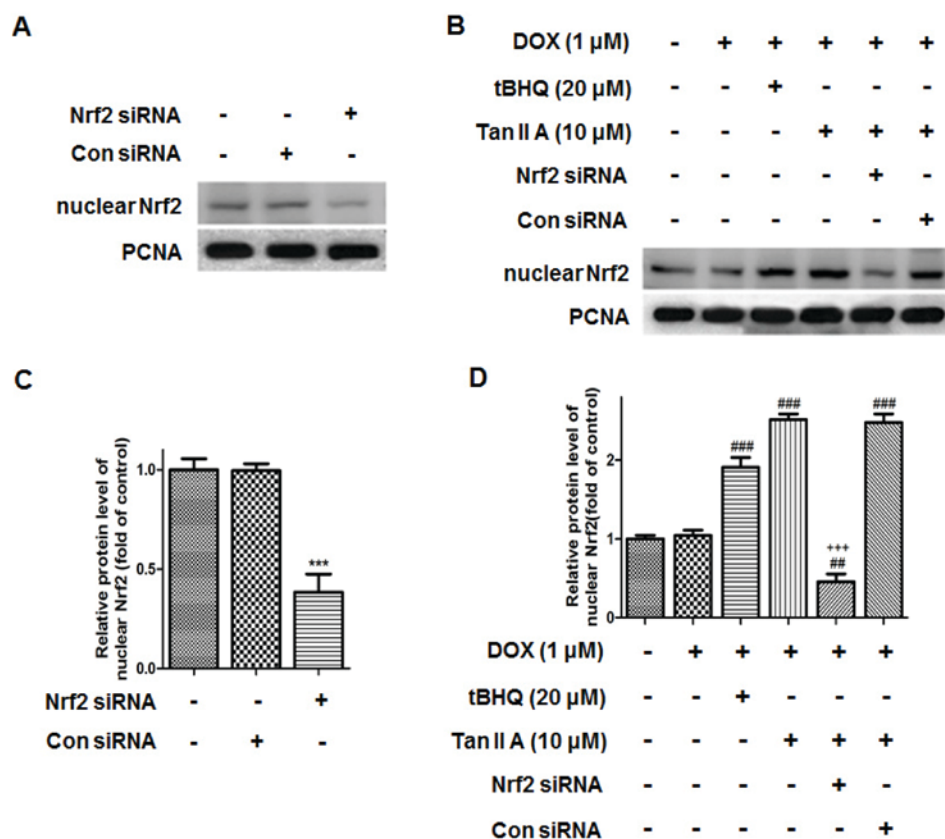 A
Nrf2 siRNA - - +
Con siRNA - + -
nuclear Nrf2
PCNA
B
DOX (1 µM) - + + + + +
tBHQ (20 µM) - - + - - -
Tan II A (10 µM) - - - + + +
Nrf2 siRNA - - - - + -
Con siRNA - - - - - +
nuclear Nrf2
PCNA
C
Relative protein level of
nuclear Nrf2 (fold of control)
1.0
0.5
0.0
***
Nrf2 siRNA - - +
Con siRNA - + -
D
Relative protein level of
nuclear Nrf2(fold of control)
2
1
0
###
###
+++
##
###
DOX (1 µM) - + + + + +
tBHQ (20 µM) - - + - - -
Tan II A (10 µM) - - - + + +
Nrf2 siRNA - - - - + -
Con siRNA - - - - - +